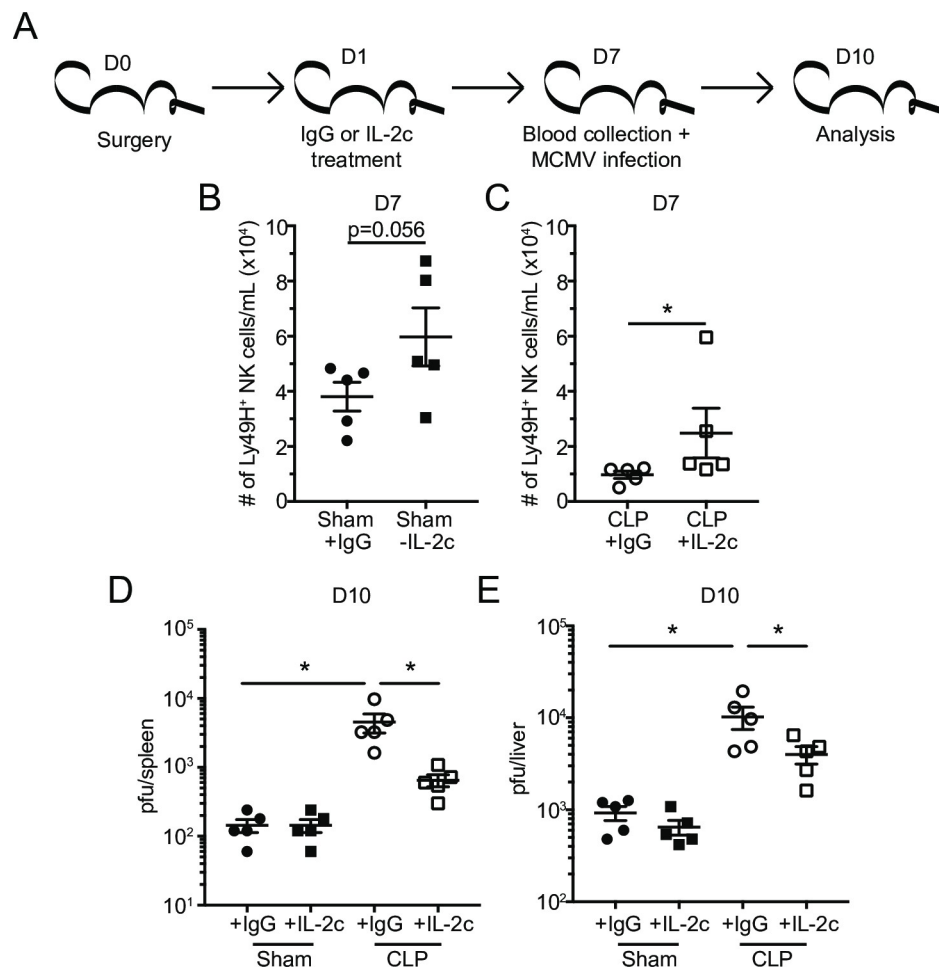 A
D0
D1
D7
D10
Surgery
IgG or IL-2c
treatment
Blood collection +
MCMV infection
Analysis
B
D7
# of Ly49H⁺ NK cells/mL (x10⁴)
10
8
6
4
2
0
p=0.056
Sham
+IgG
Sham
-IL-2c
C
D7
# of Ly49H⁺ NK cells/mL (x10⁴)
10
8
6
4
2
0
*
CLP
+IgG
CLP
+IL-2c
D
D10
pfu/spleen
10⁵
10⁴
10³
10²
10¹
*
*
+IgG +IL-2c +IgG +IL-2c
Sham CLP
E
D10
pfu/liver
10⁵
10⁴
10³
10²
*
*
+IgG +IL-2c +IgG +IL-2c
Sham CLP